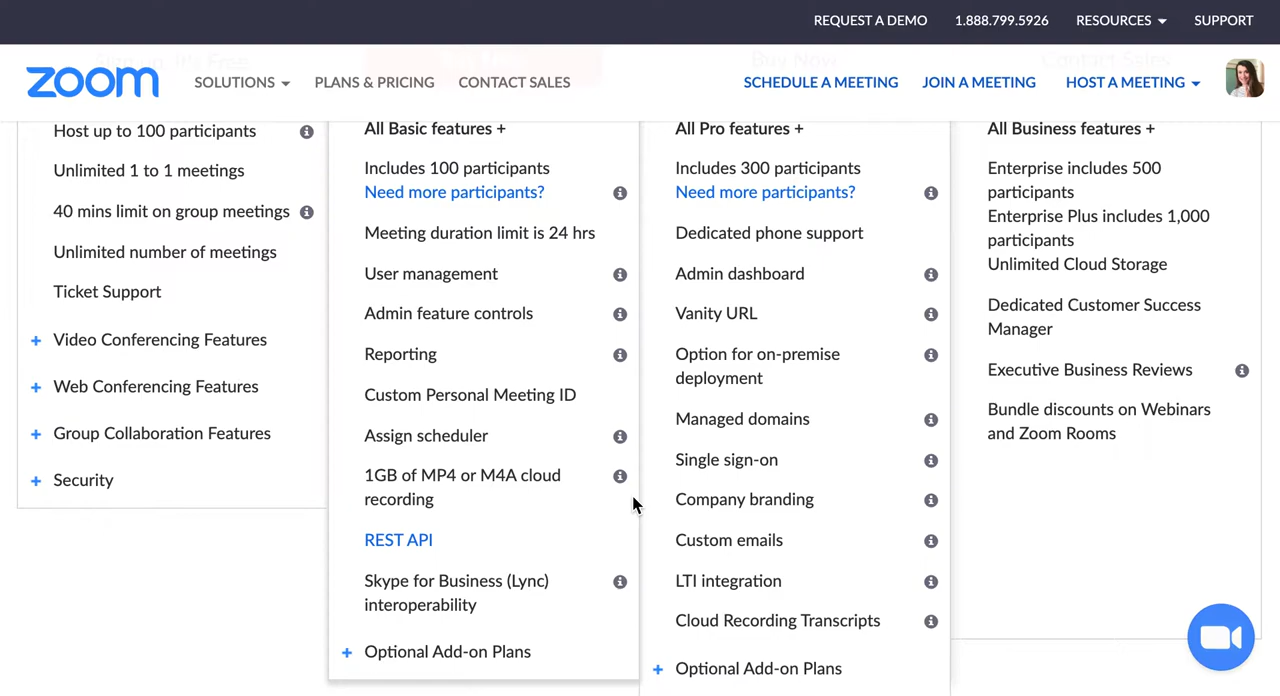 REQUEST A DEMO 1.888.799.5926 RESOURCES SUPPORT
zoom SOLUTIONS PLANS & PRICING CONTACT SALES SCHEDULE A MEETING JOIN A MEETING HOST A MEETING
Sign up, It's Free
Buy Now
Contact Sales
Host up to 100 participants
Unlimited 1 to 1 meetings
40 mins limit on group meetings
Unlimited number of meetings
Ticket Support
+ Video Conferencing Features
+ Web Conferencing Features
+ Group Collaboration Features
+ Security
All Basic features +
Includes 100 participants
Need more participants?
Meeting duration limit is 24 hrs
User management
Admin feature controls
Reporting
Custom Personal Meeting ID
Assign scheduler
1GB of MP4 or M4A cloud
recording
REST API
Skype for Business (Lync)
interoperability
+ Optional Add-on Plans
All Pro features +
Includes 300 participants
Need more participants?
Dedicated phone support
Admin dashboard
Vanity URL
Option for on-premise
deployment
Managed domains
Single sign-on
Company branding
Custom emails
LTI integration
Cloud Recording Transcripts
+ Optional Add-on Plans
All Business features +
Enterprise includes 500
participants
Enterprise Plus includes 1,000
participants
Unlimited Cloud Storage
Dedicated Customer Success
Manager
Executive Business Reviews
Bundle discounts on Webinars
and Zoom Rooms